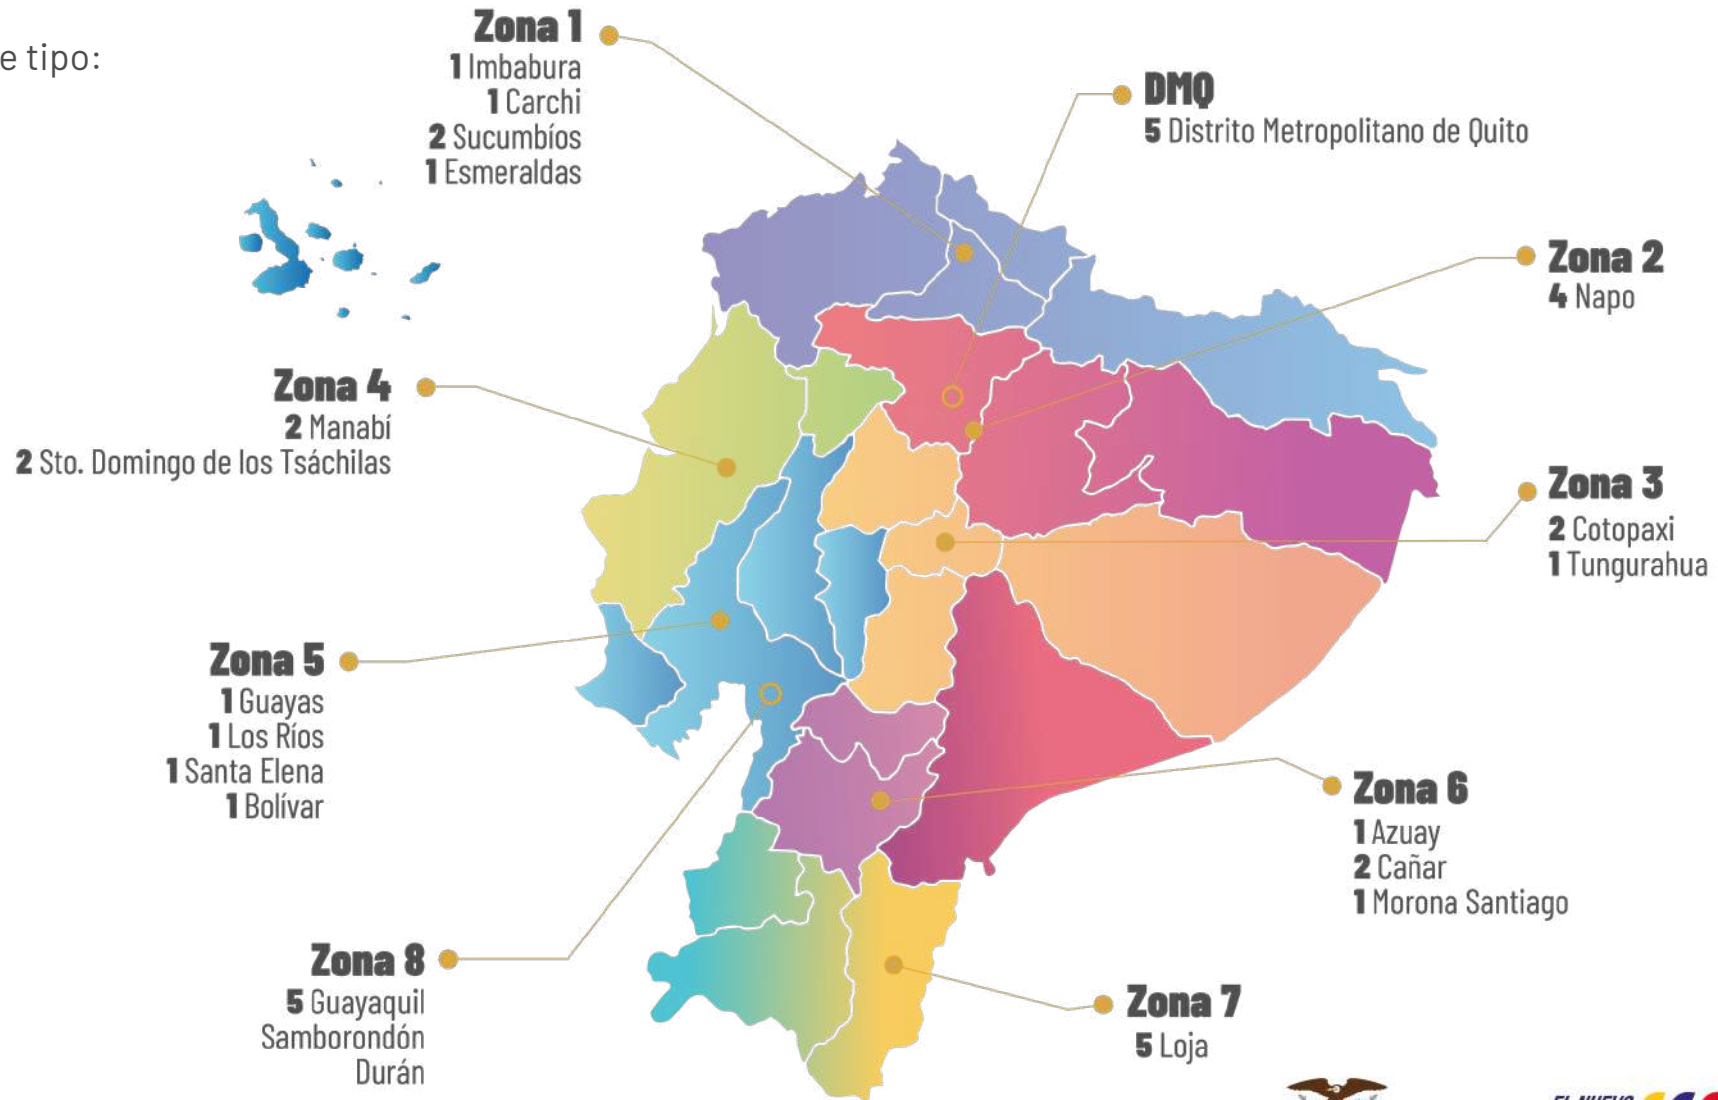 e tipo:
Zona 1
1 Imbabura
1 Carchi
2 Sucumbíos
1 Esmeraldas
DMQ
5 Distrito Metropolitano de Quito
Zona 2
4 Napo
Zona 4
2 Manabí
2 Sto. Domingo de los Tsáchilas
Zona 3
2 Cotopaxi
1 Tungurahua
Zona 5
1 Guayas
1 Los Ríos
1 Santa Elena
1 Bolívar
Zona 6
1 Azuay
2 Cañar
1 Morona Santiago
Zona 8
5 Guayaquil
Samborondón
Durán
Zona 7
5 Loja
EL NUEVO